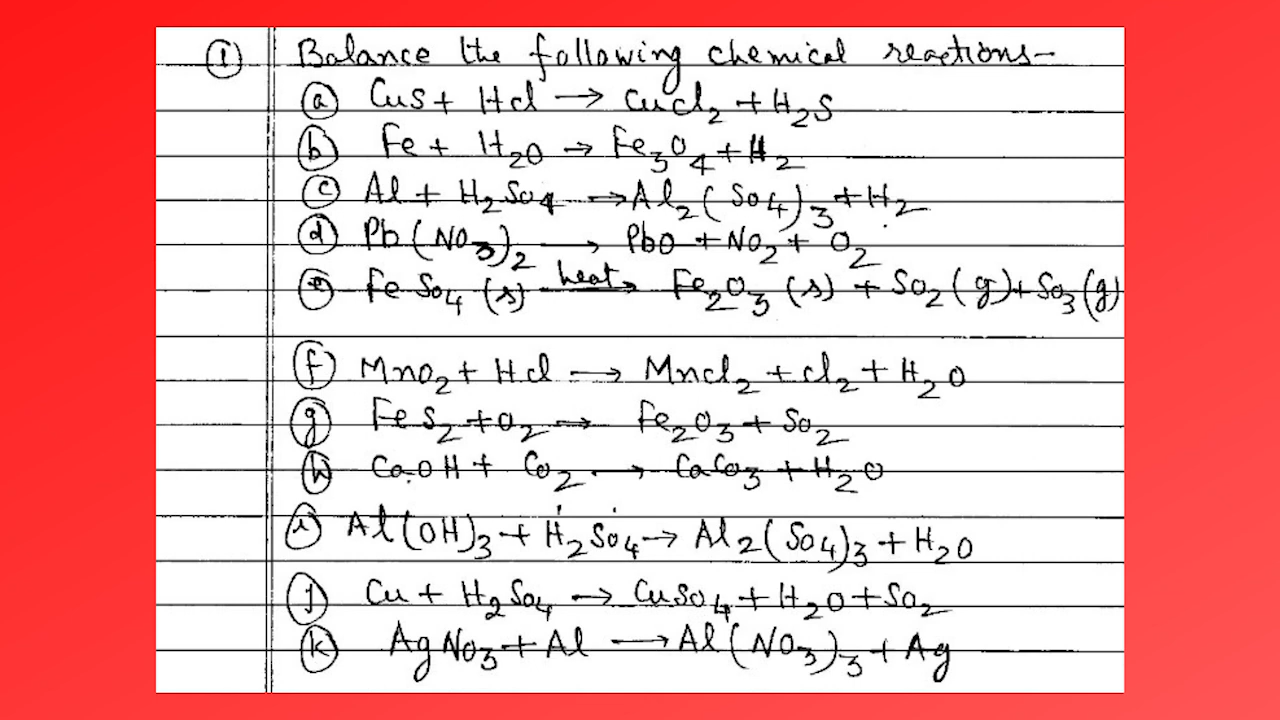 ① Balance the following chemical reactions-
ⓐ CuS + HCl → CuCl₂ + H₂S
ⓑ Fe + H₂O → Fe₃O₄ + H₂
ⓒ Al + H₂SO₄ → Al₂(SO₄)₃ + H₂
ⓓ Pb(NO₃)₂ → PbO + NO₂ + O₂
ⓔ FeSO₄(s) heat→ Fe₂O₃(s) + SO₂(g) + SO₃(g)
ⓕ MnO₂ + HCl → MnCl₂ + Cl₂ + H₂O
ⓖ FeS₂ + O₂ → Fe₂O₃ + SO₂
ⓗ CaOH + CO₂ → CaCO₃ + H₂O
ⓘ Al(OH)₃ + H₂SO₄ → Al₂(SO₄)₃ + H₂O
ⓙ Cu + H₂SO₄ → CuSO₄ + H₂O + SO₂
ⓚ AgNO₃ + Al → Al(NO₃)₃ + Ag